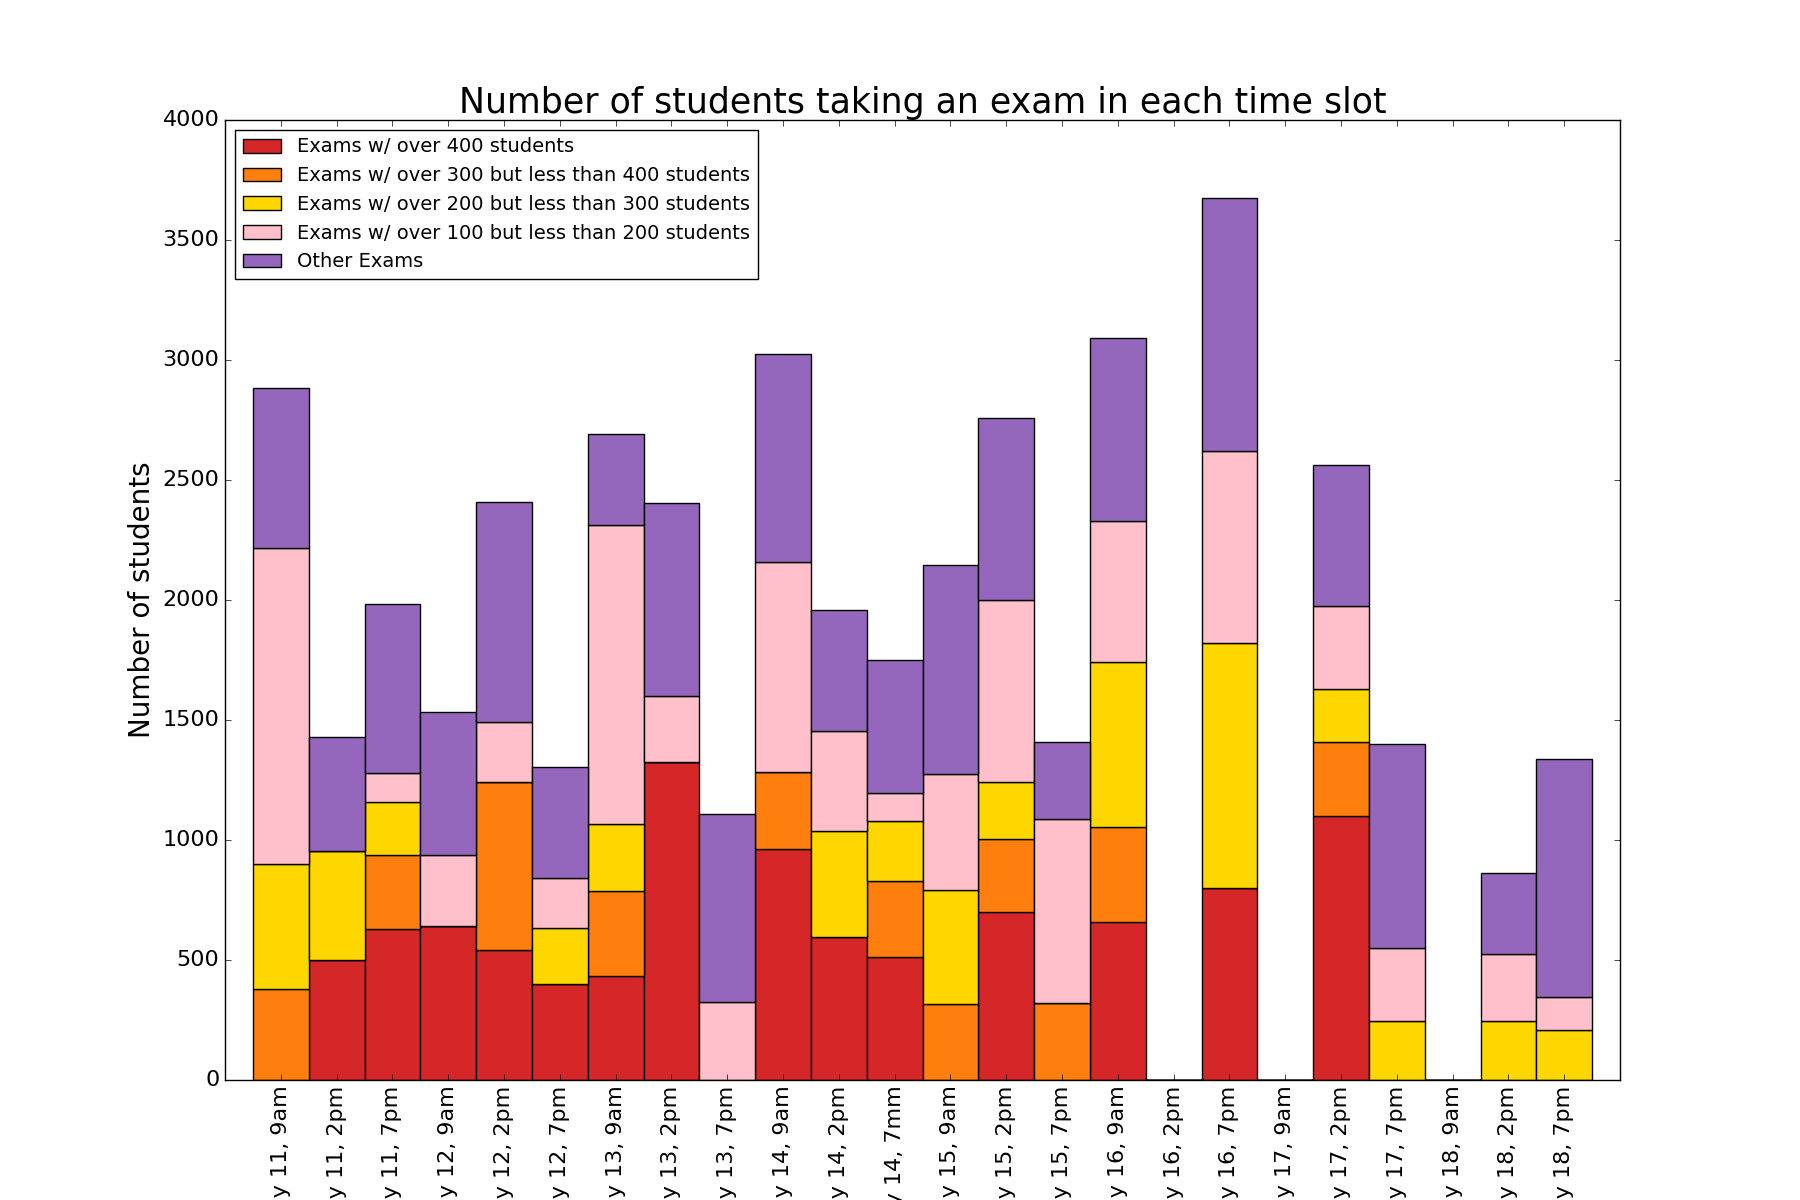 Number of students taking an exam in each time slot
Exams w/ over 400 students
Exams w/ over 300 but less than 400 students
Exams w/ over 200 but less than 300 students
Exams w/ over 100 but less than 200 students
Other Exams
Number of students
4000
3500
3000
2500
2000
1500
1000
500
0
y 11, 9am
y 11, 2pm
y 11, 7pm
y 12, 9am
y 12, 2pm
y 12, 7pm
y 13, 9am
y 13, 2pm
y 13, 7pm
y 14, 9am
y 14, 2pm
y 14, 7mm
y 15, 9am
y 15, 2pm
y 15, 7pm
y 16, 9am
y 16, 2pm
y 16, 7pm
y 17, 9am
y 17, 2pm
y 17, 7pm
y 18, 9am
y 18, 2pm
y 18, 7pm